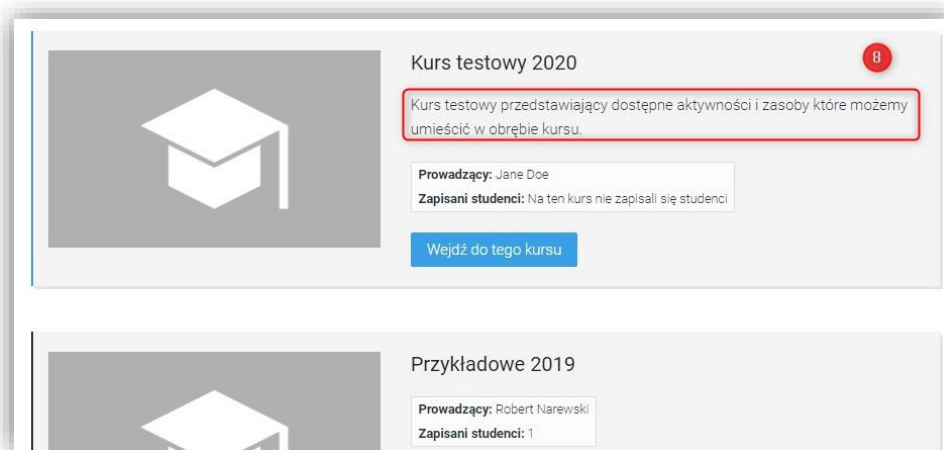 Kurs testowy 2020
8
Kurs testowy przedstawiający dostępne aktywności i zasoby które możemy
umieścić w obrębie kursu.
Prowadzący: Jane Doe
Zapisani studenci: Na ten kurs nie zapisali się studenci
Wejdź do tego kursu
Przykładowe 2019
Prowadzący: Robert Narewski
Zapisani studenci: 1